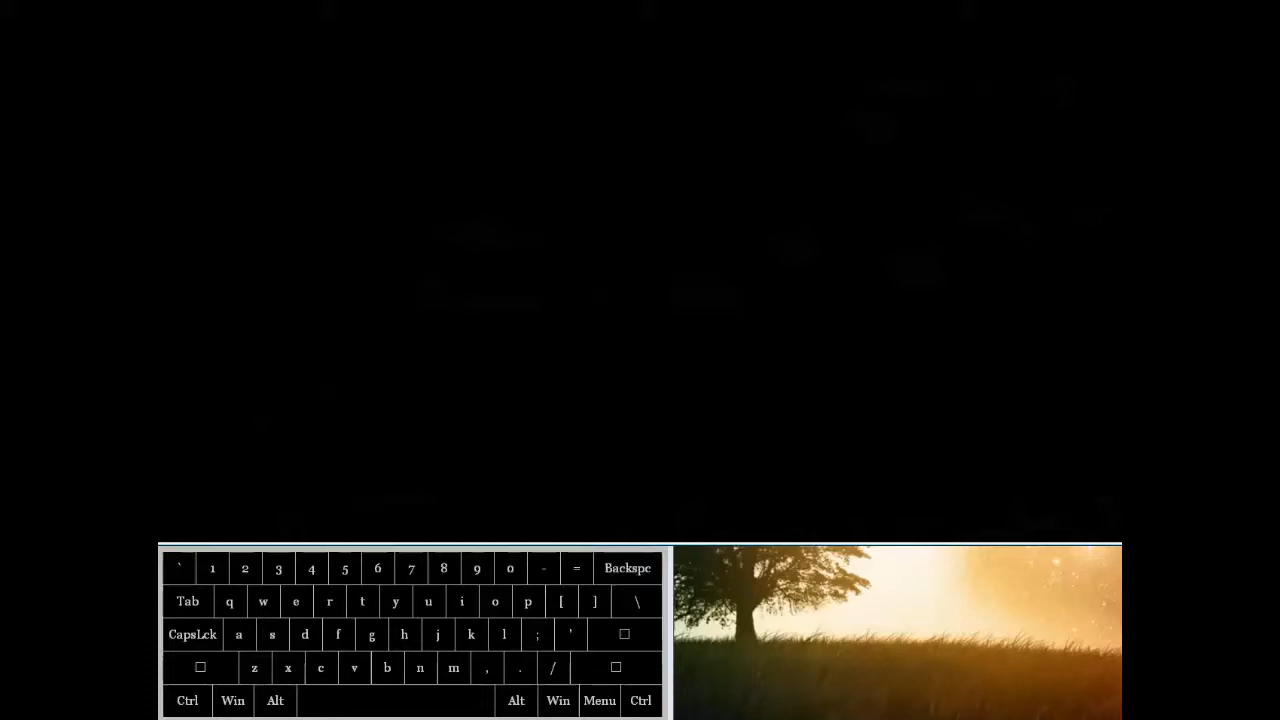 ` 1 2 3 4 5 6 7 8 9 0 - = Backspc
Tab q w e r t y u i o p [ ] \
CapsLck a s d f g h j k l ; '
z x c v b n m , . /
Ctrl Win Alt Alt Win Menu Ctrl